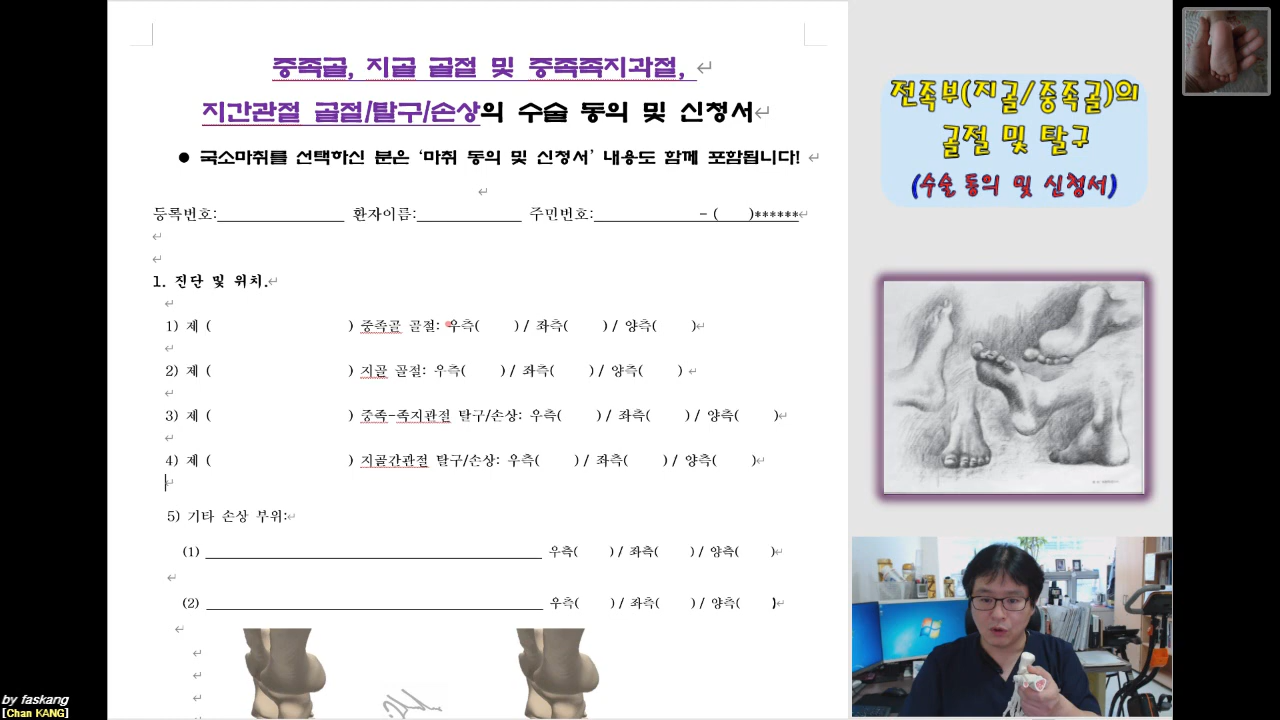 중족골, 지골 골절 및 중족족지관절,
지간관절 골절/탈구/손상의 수술 동의 및 신청서
● 국소마취를 선택하신 분은 ‘마취 동의 및 신청서’ 내용도 함께 포함됩니다!
등록번호:________________ 환자이름:______________ 주민번호:______________ - (    )******
1. 진단 및 위치.
1) 제 (                    ) 중족골 골절: 우측(     ) / 좌측(     ) / 양측(     )
2) 제 (                    ) 지골 골절: 우측(     ) / 좌측(     ) / 양측(     )
3) 제 (                    ) 중족-족지관절 탈구/손상: 우측(     ) / 좌측(     ) / 양측(     )
4) 제 (                    ) 지골간관절 탈구/손상: 우측(     ) / 좌측(     ) / 양측(     )
5) 기타 손상 부위:
(1) ________________________________ 우측(     ) / 좌측(     ) / 양측(     )
(2) ________________________________ 우측(     ) / 좌측(     ) / 양측(     )
전족부(지골/중족골)의
골절 및 탈구
(수술 동의 및 신청서)
by faskang
[Chan KANG]